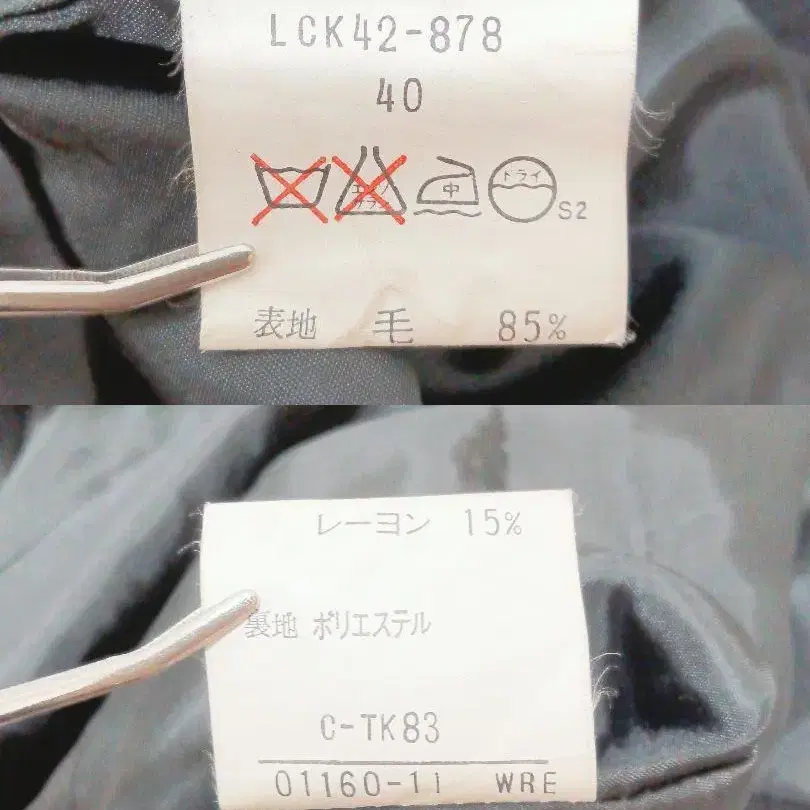 LCK42-878
40
中
ドライ
S2
表地 毛 85%
レーヨン 15%
裏地 ポリエステル
C-TK83
01160-11 WRE